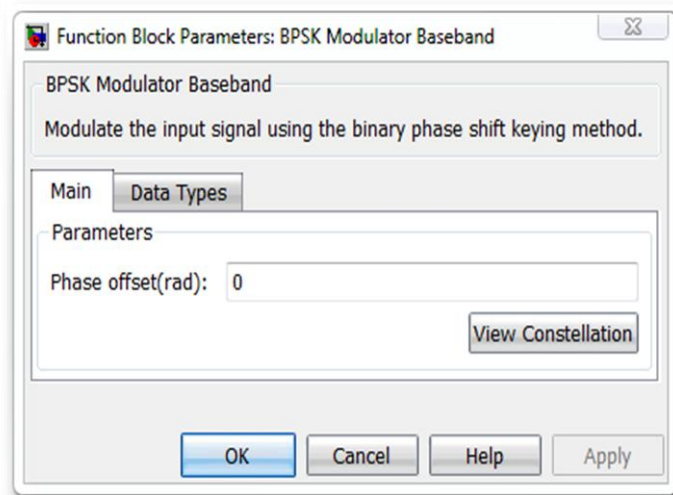 Function Block Parameters: BPSK Modulator Baseband
BPSK Modulator Baseband
Modulate the input signal using the binary phase shift keying method.
Main
Data Types
Parameters
Phase offset(rad):
0
View Constellation
OK
Cancel
Help
Apply